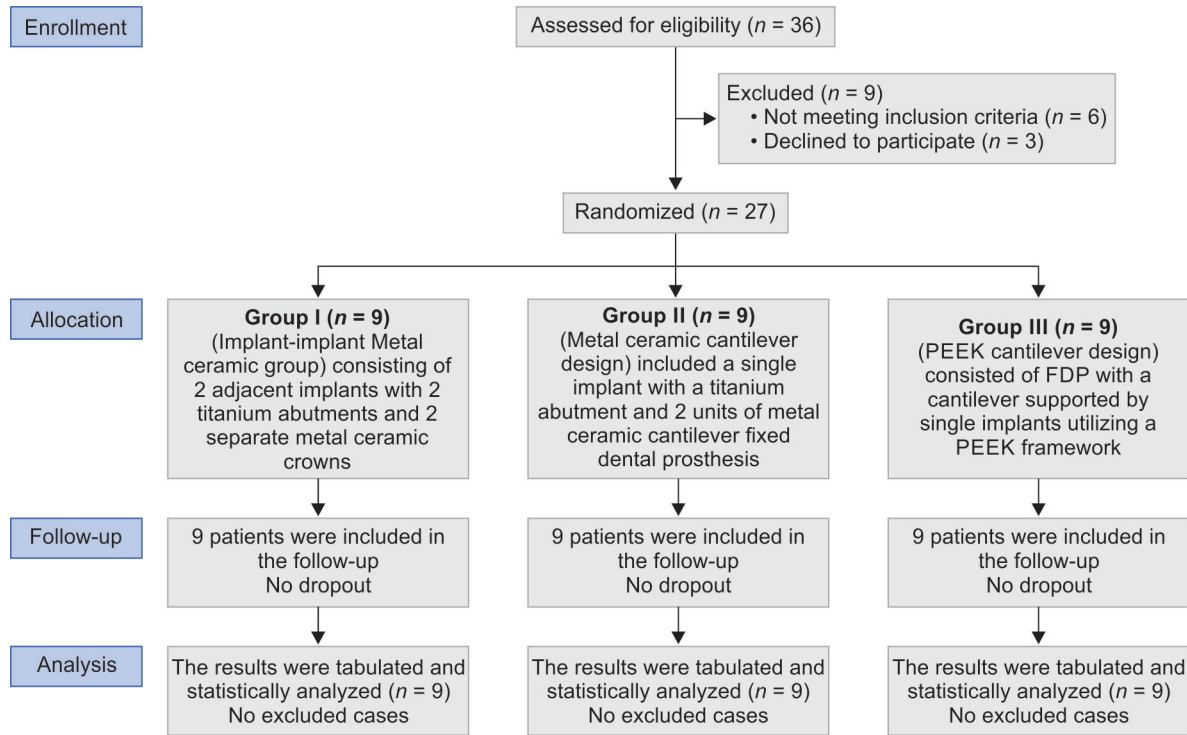 Enrollment
Assessed for eligibility (n = 36)
Excluded (n = 9)
• Not meeting inclusion criteria (n = 6)
• Declined to participate (n = 3)
Randomized (n = 27)
Allocation
Group I (n = 9)
(Implant-implant Metal
ceramic group) consisting of
2 adjacent implants with 2
titanium abutments and 2
separate metal ceramic
crowns
Group II (n = 9)
(Metal ceramic cantilever
design) included a single
implant with a titanium
abutment and 2 units of metal
ceramic cantilever fixed
dental prosthesis
Group III (n = 9)
(PEEK cantilever design)
consisted of FDP with a
cantilever supported by
single implants utilizing a
PEEK framework
Follow-up
9 patients were included in
the follow-up
No dropout
9 patients were included in
the follow-up
No dropout
9 patients were included in
the follow-up
No dropout
Analysis
The results were tabulated and
statistically analyzed (n = 9)
No excluded cases
The results were tabulated and
statistically analyzed (n = 9)
No excluded cases
The results were tabulated and
statistically analyzed (n = 9)
No excluded cases